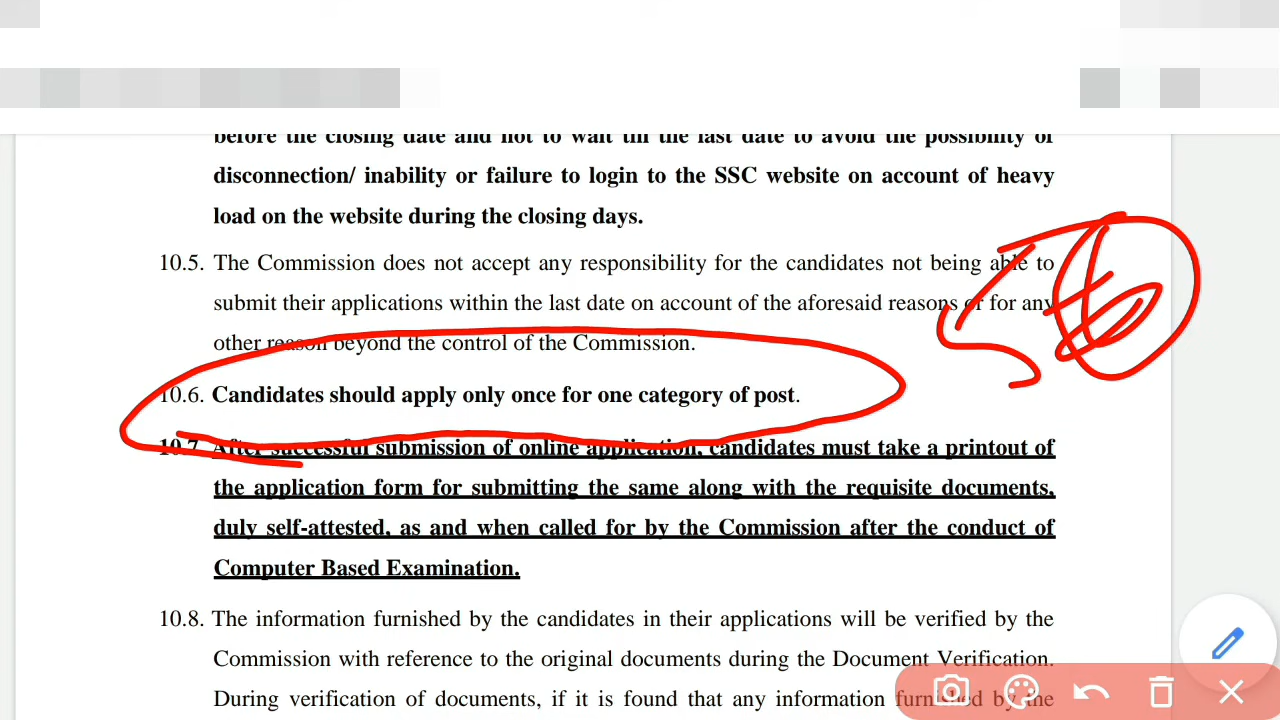 before the closing date and not to wait till the last date to avoid the possibility of
disconnection/ inability or failure to login to the SSC website on account of heavy
load on the website during the closing days.
10.5. The Commission does not accept any responsibility for the candidates not being able to
submit their applications within the last date on account of the aforesaid reasons or for any
other reason beyond the control of the Commission.
10.6. Candidates should apply only once for one category of post.
10.7. After successful submission of online application, candidates must take a printout of
the application form for submitting the same along with the requisite documents,
duly self-attested, as and when called for by the Commission after the conduct of
Computer Based Examination.
10.8. The information furnished by the candidates in their applications will be verified by the
Commission with reference to the original documents during the Document Verification.
During verification of documents, if it is found that any information furnished by the